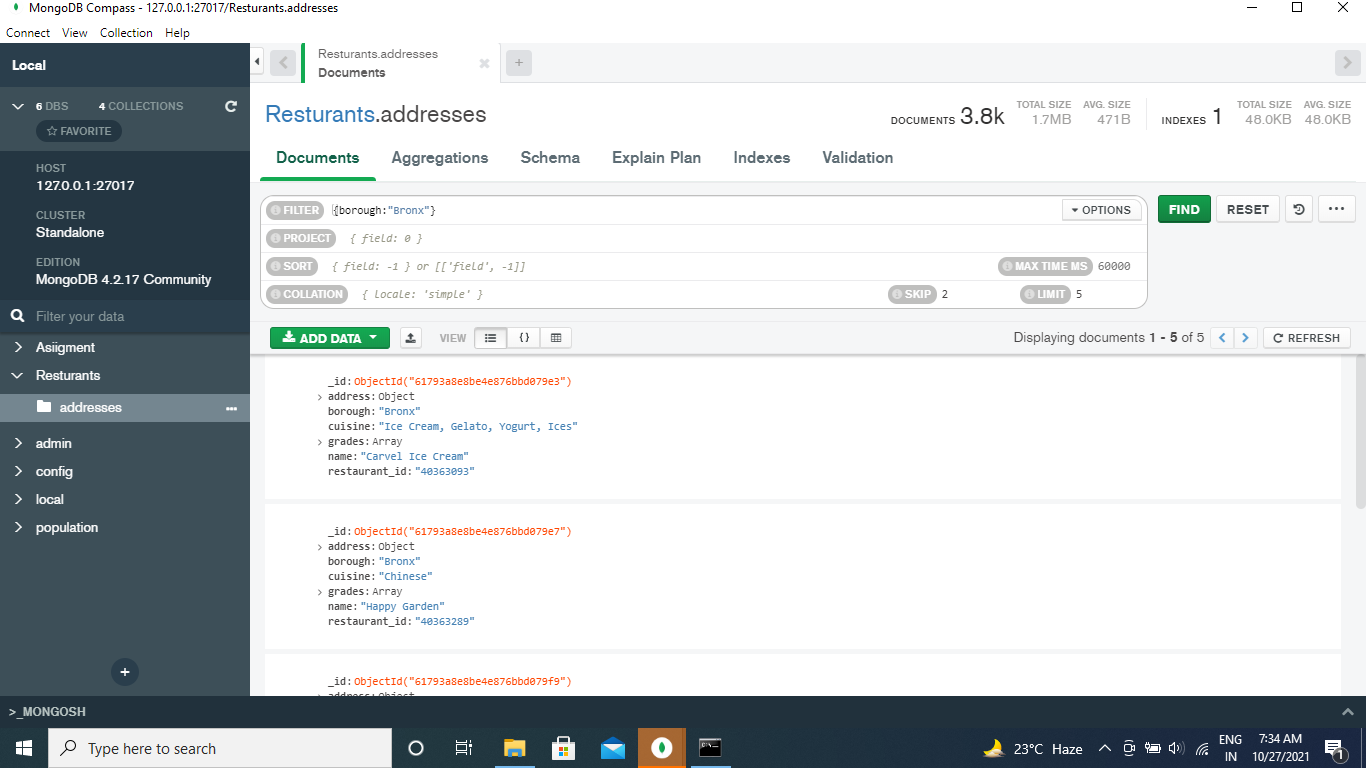 MongoDB Compass - 127.0.0.1:27017/Resturants.addresses
Connect View Collection Help
Local
6 DBS 4 COLLECTIONS
FAVORITE
HOST
127.0.0.1:27017
CLUSTER
Standalone
EDITION
MongoDB 4.2.17 Community
Filter your data
Asiigment
Resturants
addresses
admin
config
local
population
Resturants.addresses
Documents
Resturants.addresses
DOCUMENTS 3.8k TOTAL SIZE 1.7MB AVG. SIZE 471B INDEXES 1 TOTAL SIZE 48.0KB AVG. SIZE 48.0KB
Documents Aggregations Schema Explain Plan Indexes Validation
FILTER {borough:"Bronx"} OPTIONS FIND RESET
PROJECT { field: 0 }
SORT { field: -1 } or [['field', -1]] MAX TIME MS 60000
COLLATION { locale: 'simple' } SKIP 2 LIMIT 5
ADD DATA VIEW {} Displaying documents 1 - 5 of 5 REFRESH
_id: ObjectId("61793a8e8be4e876bbd079e3")
address: Object
borough: "Bronx"
cuisine: "Ice Cream, Gelato, Yogurt, Ices"
grades: Array
name: "Carvel Ice Cream"
restaurant_id: "40363093"
_id: ObjectId("61793a8e8be4e876bbd079e7")
address: Object
borough: "Bronx"
cuisine: "Chinese"
grades: Array
name: "Happy Garden"
restaurant_id: "40363289"
_id: ObjectId("61793a8e8be4e876bbd079f9")
address: Object
>_MONGOSH
Type here to search
23°C Haze
ENG
IN
7:34 AM
10/27/2021
1